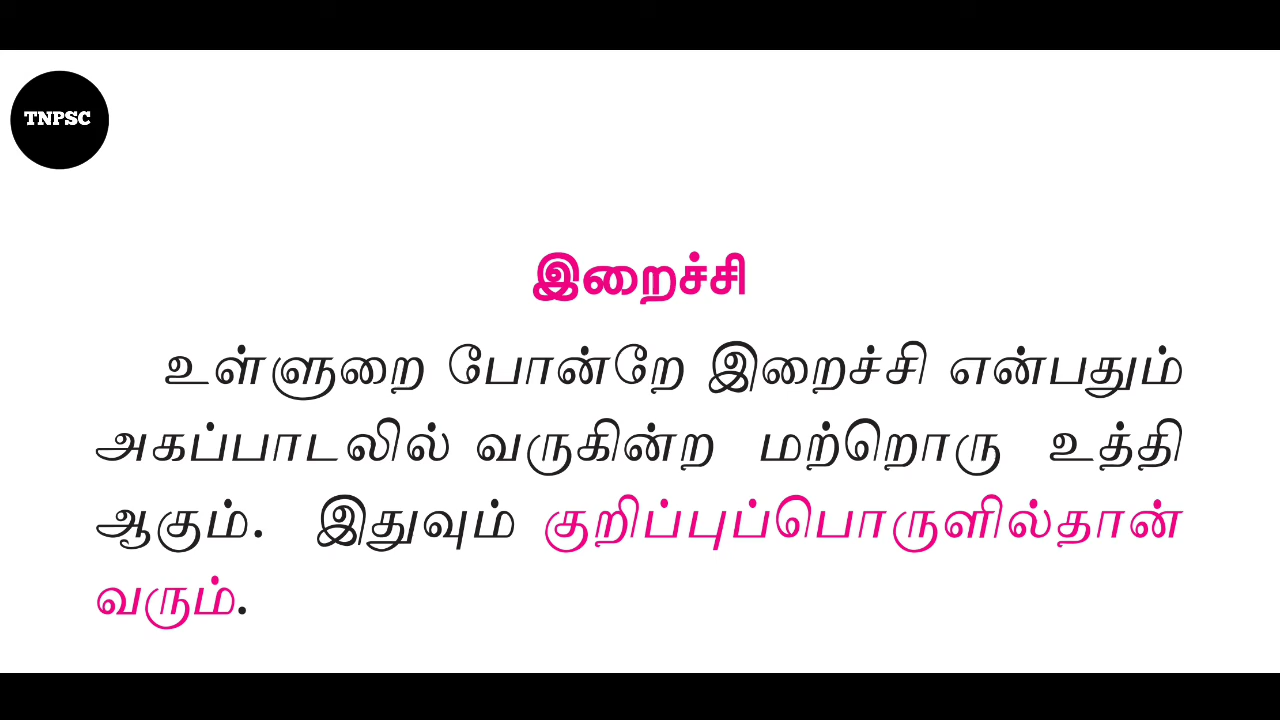 TNPSC
இறைச்சி
உள்ளுறை போன்றே இறைச்சி என்பதும்
அகப்பாடலில் வருகின்ற மற்றொரு உத்தி
ஆகும். இதுவும் குறிப்புப்பொருளில்தான்
வரும்.